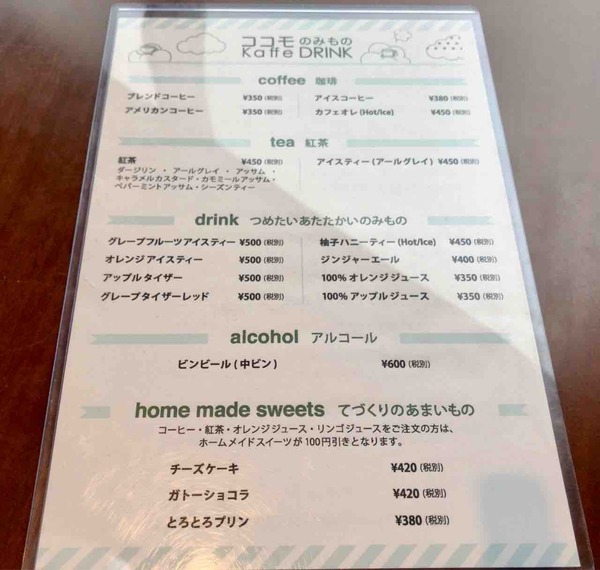 ココモ のみもの
Kaffe DRINK
coffee 珈琲
ブレンドコーヒー ¥350 (税別)
アメリカンコーヒー ¥350 (税別)
アイスコーヒー ¥380 (税別)
カフェオレ (Hot/Ice) ¥450 (税別)
tea 紅茶
紅茶 ¥450 (税別)
ダージリン ・ アールグレイ ・ アッサム ・
キャラメルカスタード・カモミールアッサム・
ペパーミントアッサム・シーズンティー
アイスティー (アールグレイ) ¥450 (税別)
drink つめたいあたたかいのみもの
グレープフルーツアイスティー ¥500 (税別)
オレンジアイスティー ¥500 (税別)
アップルタイザー ¥500 (税別)
グレープタイザーレッド ¥500 (税別)
柚子ハニーティー (Hot/Ice) ¥450 (税別)
ジンジャーエール ¥400 (税別)
100% オレンジジュース ¥350 (税別)
100% アップルジュース ¥350 (税別)
alcohol アルコール
ビンビール ( 中ビン ) ¥600 (税別)
home made sweets てづくりのあまいもの
コーヒー・紅茶・オレンジジュース・リンゴジュースをご注文の方は、
ホームメイドスイーツが 100 円引きとなります。
チーズケーキ ¥420 (税別)
ガトーショコラ ¥420 (税別)
とろとろプリン ¥380 (税別)